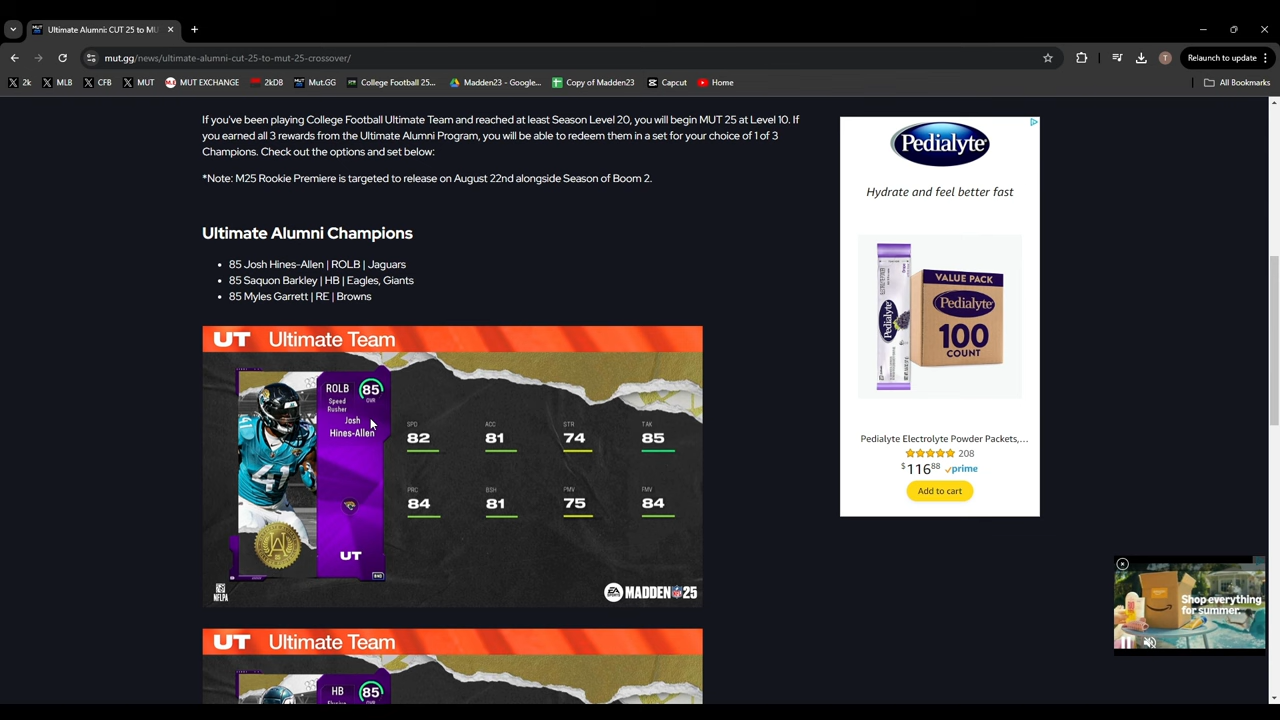 Ultimate Alumni: CUT 25 to MU
mut.gg/news/ultimate-alumni-cut-25-to-mut-25-crossover/
T
Relaunch to update
2k
MLB
CFB
MUT
MUT EXCHANGE
2kDB
Mut.GG
College Football 25...
Madden23 - Google...
Copy of Madden23
Capcut
Home
All Bookmarks
If you've been playing College Football Ultimate Team and reached at least Season Level 20, you will begin MUT 25 at Level 10. If
you earned all 3 rewards from the Ultimate Alumni Program, you will be able to redeem them in a set for your choice of 1 of 3
Champions. Check out the options and set below:
*Note: M25 Rookie Premiere is targeted to release on August 22nd alongside Season of Boom 2.
Ultimate Alumni Champions
85 Josh Hines-Allen | ROLB | Jaguars
85 Saquon Barkley | HB | Eagles, Giants
85 Myles Garrett | RE | Browns
UT Ultimate Team
ROLB 85
OVR
Speed
Rusher
Josh
Hines-Allen
UT
SPD ACC STR TAK
82 81 74 85
PRC BSH PMV FMV
84 81 75 84
NFLPA
EA SPORTS MADDEN NFL 25
UT Ultimate Team
HB 85
Pedialyte
Hydrate and feel better fast
Pedialyte
VALUE PACK
Pedialyte
100
COUNT
Pedialyte Electrolyte Powder Packets,...
208
$116 88 prime
Add to cart
Shop everything
for summer.